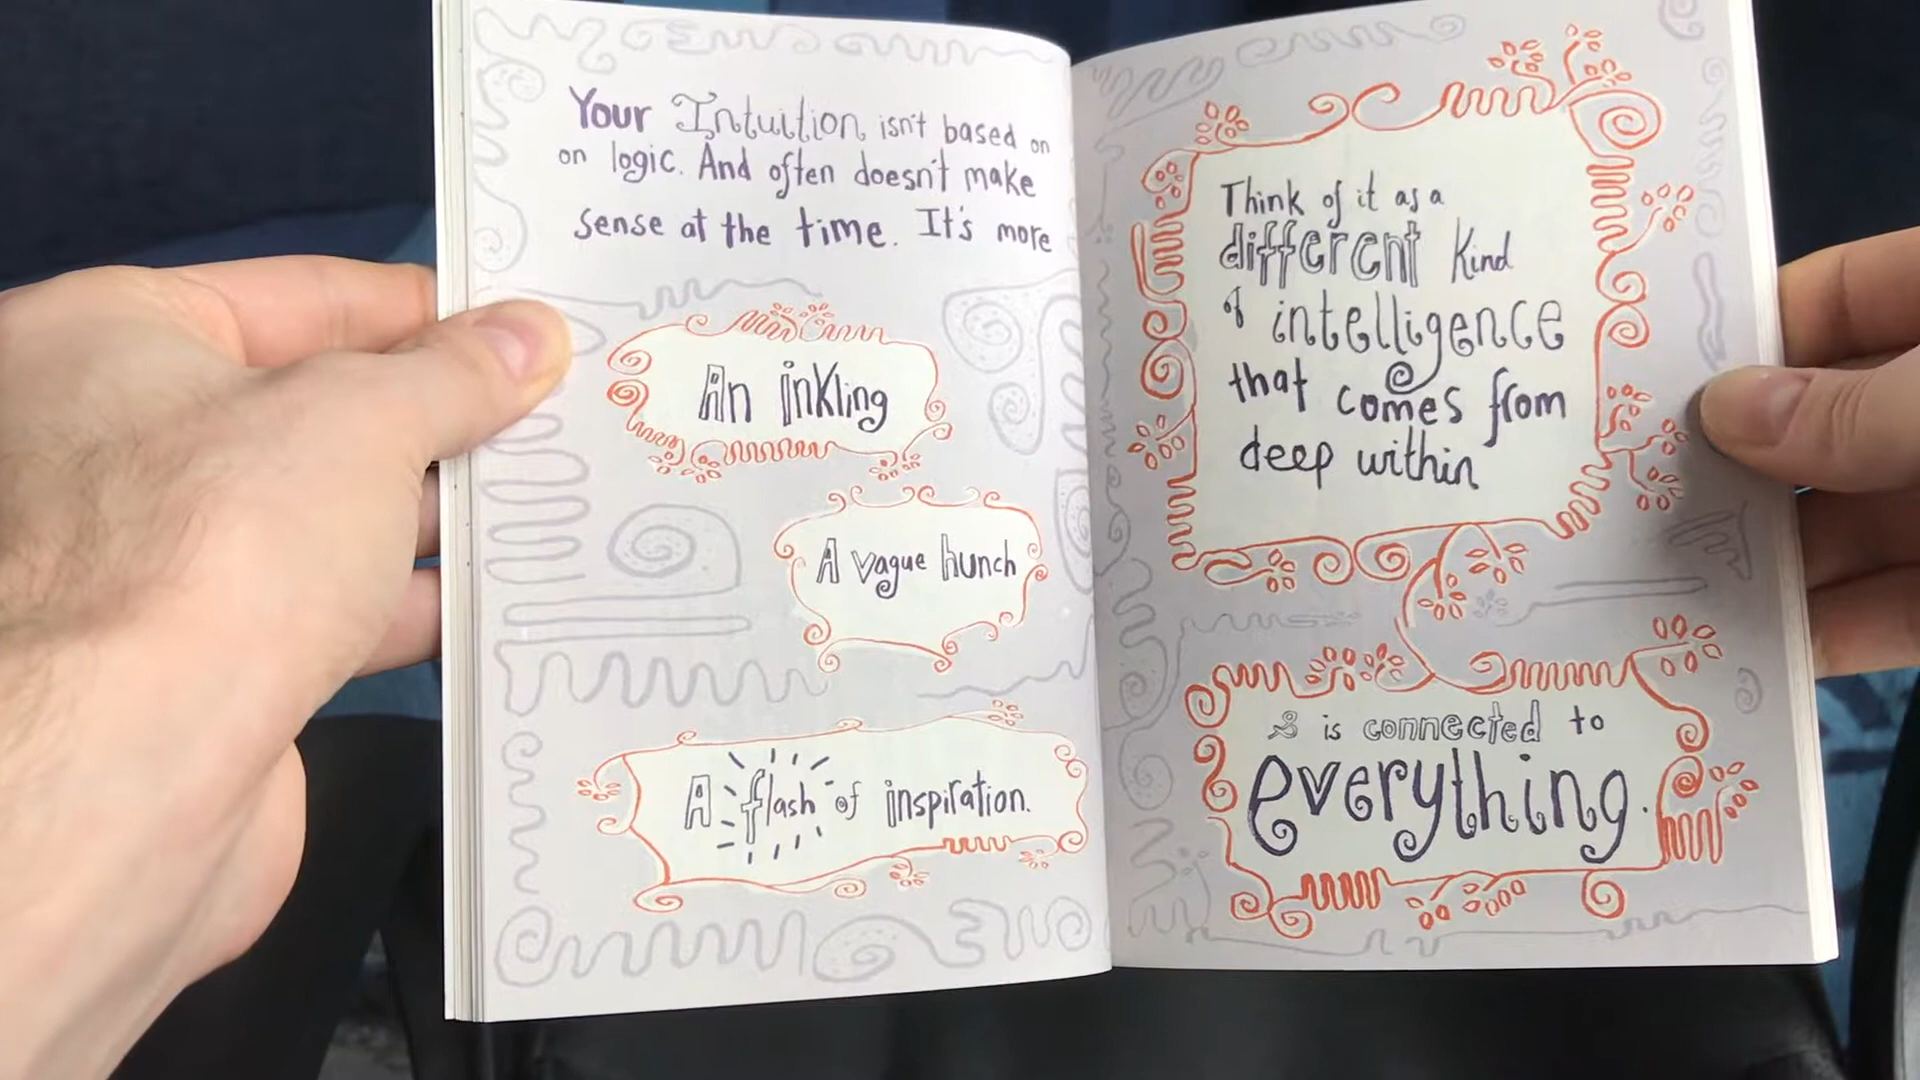 Your Intuition isn't based on
on logic. And often doesn't make
sense at the time. It's more
An inkling
A vague hunch
A flash of inspiration.
Think of it as a
different kind
of intelligence
that comes from
deep within
& is connected to
everything.